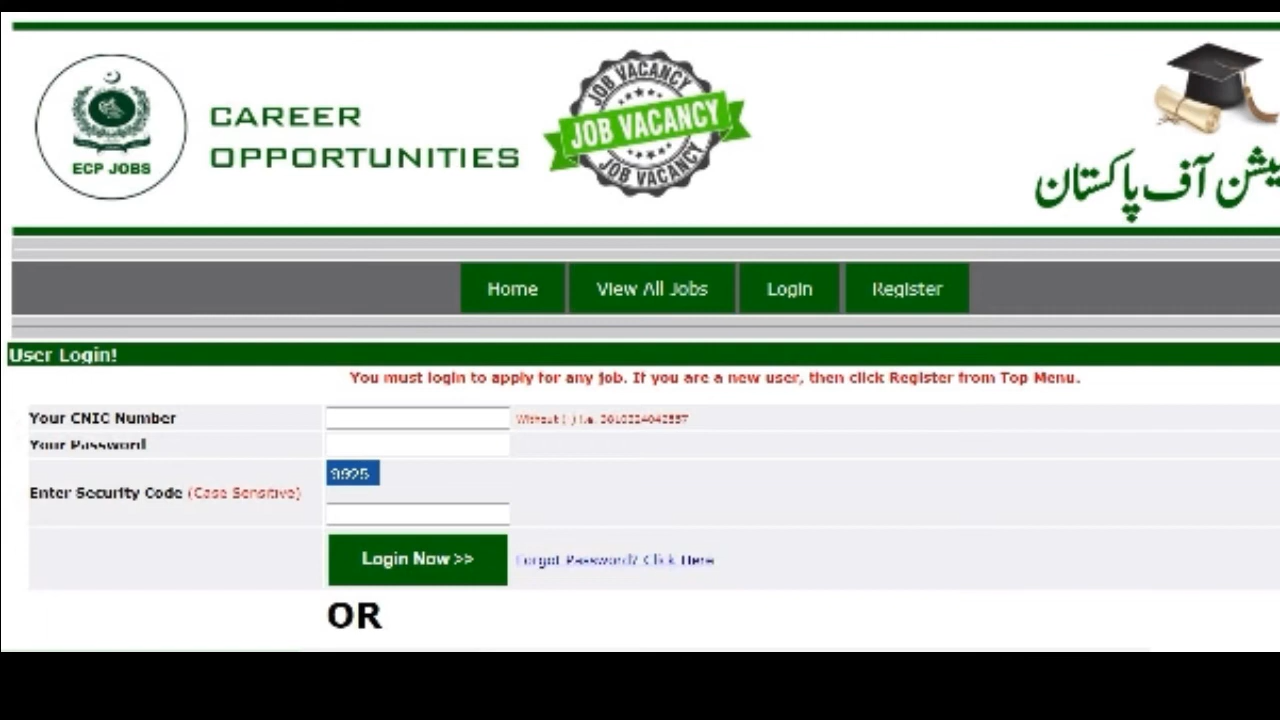 ECP JOBS
CAREER
OPPORTUNITIES
JOB VACANCY
JOB VACANCY
JOB VACANCY
یشن آف پاکستان
Home
View All Jobs
Login
Register
User Login!
You must login to apply for any job. If you are a new user, then click Register from Top Menu.
Your CNIC Number
Without (-) i.e.
Your Password
9925
Enter Security Code (Case Sensitive)
Login Now >>
Forgot Password? Click Here
OR